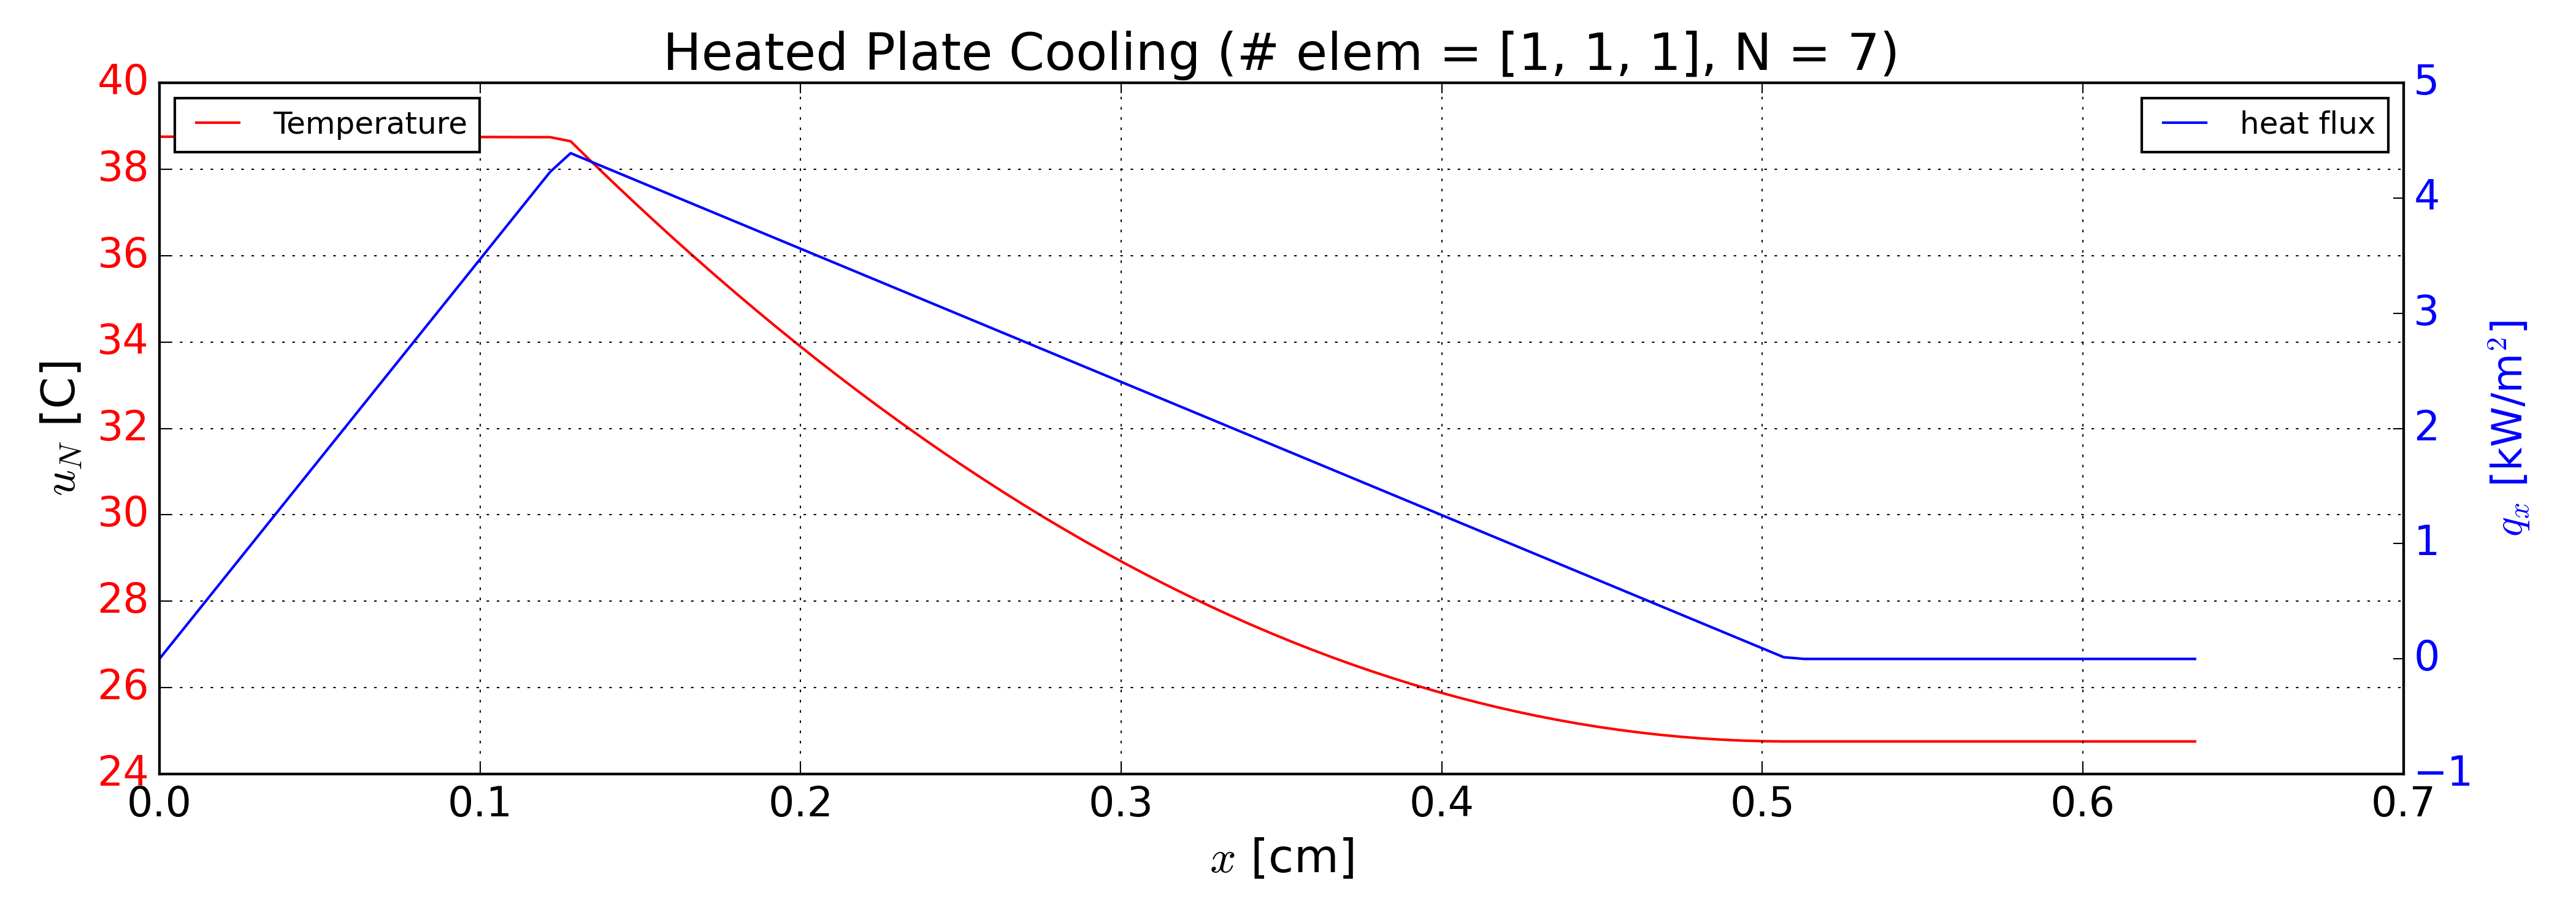 Heated Plate Cooling (# elem = [1, 1, 1], N = 7)
Temperature
heat flux
40
38
36
34
32
30
28
26
24
u_N [C]
5
4
3
2
1
0
−1
q_x [kW/m²]
0.0 0.1 0.2 0.3 0.4 0.5 0.6 0.7
x [cm]